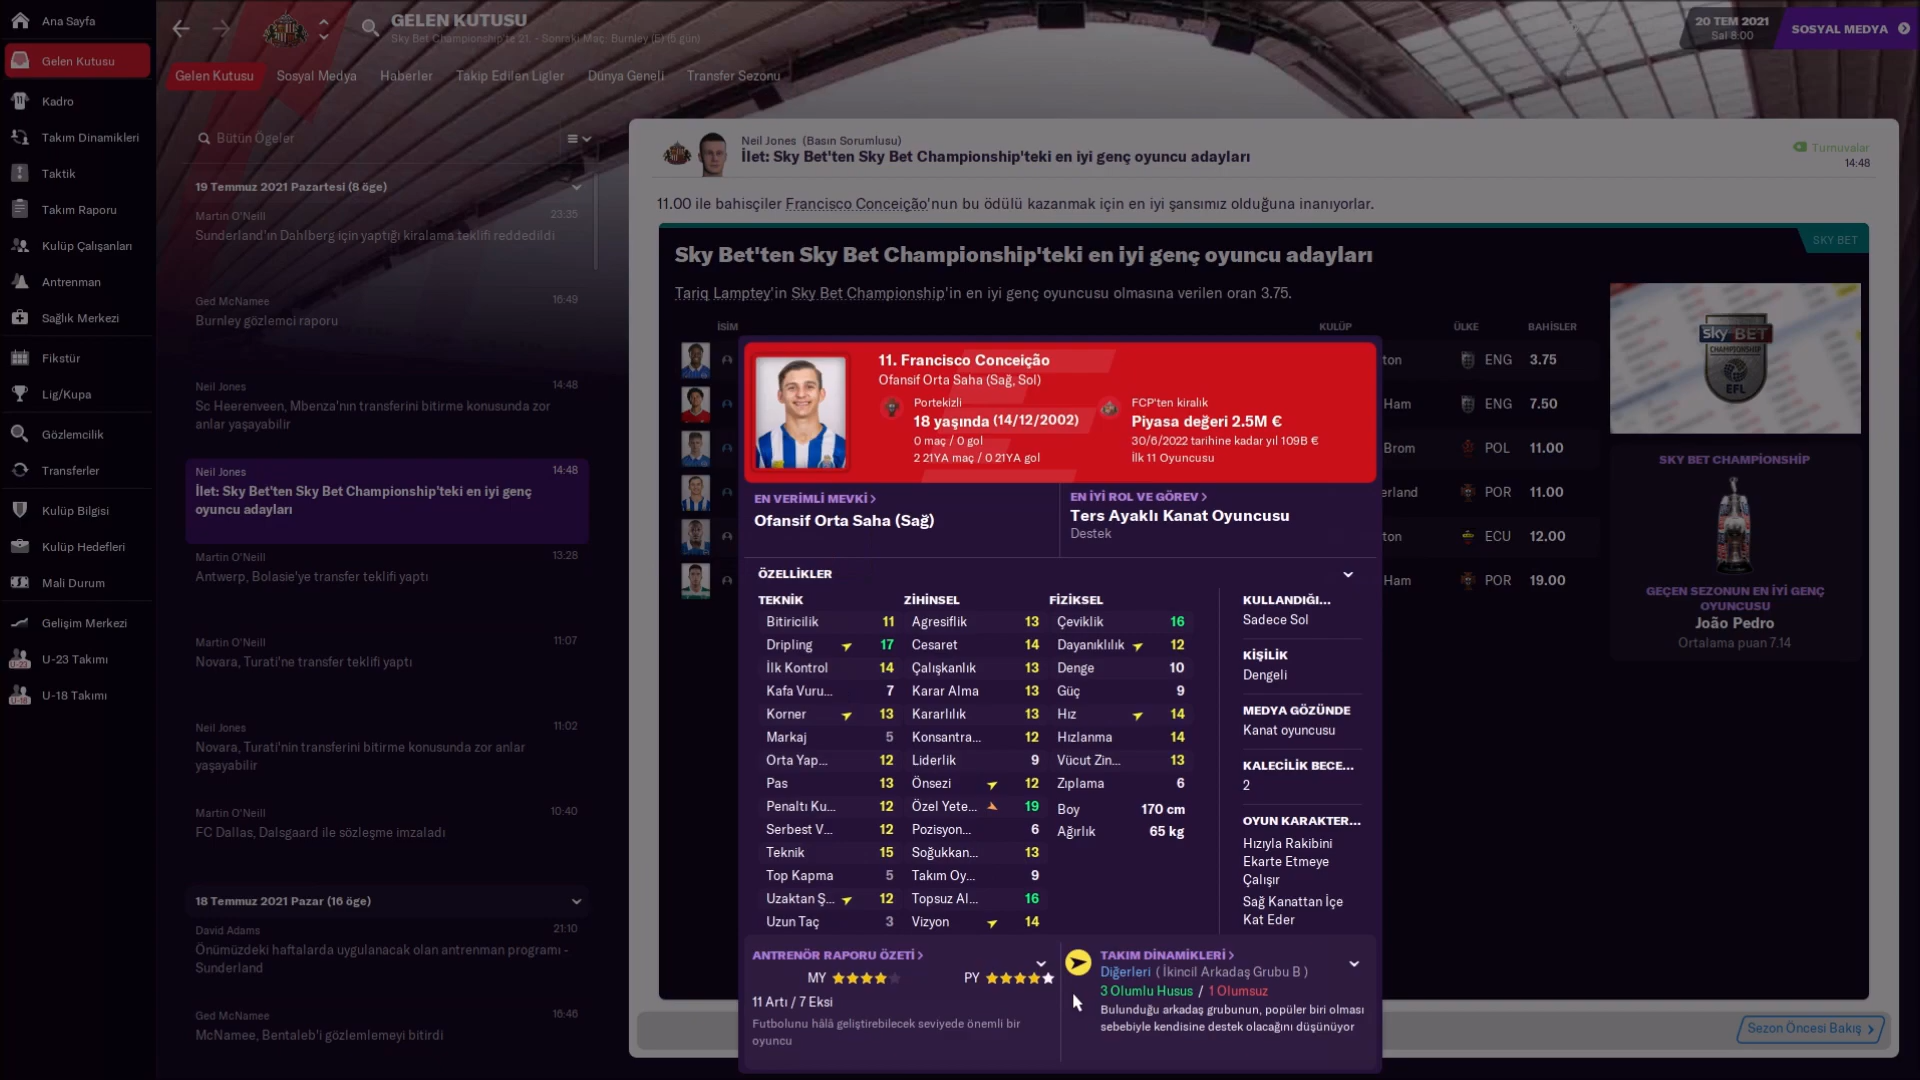 Ana Sayfa
Gelen Kutusu
Kadro
Takım Dinamikleri
Taktik
Takım Raporu
Kulüp Çalışanları
Antrenman
Sağlık Merkezi
Fikstür
Lig/Kupa
Gözlemcilik
Transferler
Kulüp Bilgisi
Kulüp Hedefleri
Mali Durum
Gelişim Merkezi
U-23 Takımı
U-18 Takımı
GELEN KUTUSU
Sky Bet Championship'te 21. - Sonraki Maç: Burnley (E) (5 gün)
20 TEM 2021
Sal 8:00
SOSYAL MEDYA
Gelen Kutusu Sosyal Medya Haberler Takip Edilen Ligler Dünya Geneli Transfer Sezonu
Bütün Ögeler
19 Temmuz 2021 Pazartesi (8 öge)
Martin O'Neill 23:35
Sunderland'ın Dahlberg için yaptığı kiralama teklifi reddedildi
Ged McNamee 16:49
Burnley gözlemci raporu
Neil Jones 14:48
Sc Heerenveen, Mbenza'nın transferini bitirme konusunda zor
anlar yaşayabilir
Neil Jones 14:48
İlet: Sky Bet'ten Sky Bet Championship'teki en iyi genç
oyuncu adayları
Martin O'Neill 13:28
Antwerp, Bolasie'ye transfer teklifi yaptı
Martin O'Neill 11:07
Novara, Turati'ne transfer teklifi yaptı
Neil Jones 11:02
Novara, Turati'nin transferini bitirme konusunda zor anlar
yaşayabilir
Martin O'Neill 10:40
FC Dallas, Dalsgaard ile sözleşme imzaladı
18 Temmuz 2021 Pazar (16 öge)
David Adams 21:10
Önümüzdeki haftalarda uygulanacak olan antrenman programı -
Sunderland
Ged McNamee 16:46
McNamee, Bentaleb'i gözlemlemeyi bitirdi
Neil Jones (Basın Sorumlusu)
İlet: Sky Bet'ten Sky Bet Championship'teki en iyi genç oyuncu adayları
Turnuvalar
14:48
11.00 ile bahisçiler Francisco Conceição'nun bu ödülü kazanmak için en iyi şansımız olduğuna inanıyorlar.
Sky Bet'ten Sky Bet Championship'teki en iyi genç oyuncu adayları
SKY BET
Tariq Lamptey'in Sky Bet Championship'in en iyi genç oyuncusu olmasına verilen oran 3.75.
İSİM KULÜP ÜLKE BAHİSLER
ton ENG 3.75
Ham ENG 7.50
Brom POL 11.00
erland POR 11.00
ton ECU 12.00
Ham POR 19.00
sky BET
CHAMPIONSHIP
EFL
SKY BET CHAMPIONSHIP
GEÇEN SEZONUN EN İYİ GENÇ
OYUNCUSU
João Pedro
Ortalama puan 7.14
Sezon Öncesi Bakış
11. Francisco Conceição
Ofansif Orta Saha (Sağ, Sol)
Portekizli
18 yaşında (14/12/2002)
0 maç / 0 gol
2 21YA maç / 0 21YA gol
FCP'ten kiralık
Piyasa değeri 2.5M €
30/6/2022 tarihine kadar yıl 109B €
İlk 11 Oyuncusu
EN VERİMLİ MEVKİ
Ofansif Orta Saha (Sağ)
EN İYİ ROL VE GÖREV
Ters Ayaklı Kanat Oyuncusu
Destek
ÖZELLİKLER
TEKNİK ZİHİNSEL FİZİKSEL
Bitiricilik 11 Agresiflik 13 Çeviklik 16
Dripling 17 Cesaret 14 Dayanıklılık 12
İlk Kontrol 14 Çalışkanlık 13 Denge 10
Kafa Vuru... 7 Karar Alma 13 Güç 9
Korner 13 Kararlılık 13 Hız 14
Markaj 5 Konsantra... 12 Hızlanma 14
Orta Yap... 12 Liderlik 9 Vücut Zin... 13
Pas 13 Önsezi 12 Zıplama 6
Penaltı Ku... 12 Özel Yete... 19 Boy 170 cm
Serbest V... 12 Pozisyon... 6 Ağırlık 65 kg
Teknik 15 Soğukkan... 13
Top Kapma 5 Takım Oy... 9
Uzaktan Ş... 12 Topsuz Al... 16
Uzun Taç 3 Vizyon 14
KULLANDIĞI...
Sadece Sol
KİŞİLİK
Dengeli
MEDYA GÖZÜNDE
Kanat oyuncusu
KALECİLİK BECE...
2
OYUN KARAKTER...
Hızıyla Rakibini
Ekarte Etmeye
Çalışır
Sağ Kanattan İçe
Kat Eder
ANTRENÖR RAPORU ÖZETİ
MY PY
11 Artı / 7 Eksi
Futbolunu hâlâ geliştirebilecek seviyede önemli bir
oyuncu
TAKIM DİNAMİKLERİ
Diğerleri ( İkincil Arkadaş Grubu B )
3 Olumlu Husus / 1 Olumsuz
Bulunduğu arkadaş grubunun, popüler biri olması
sebebiyle kendisine destek olacağını düşünüyor